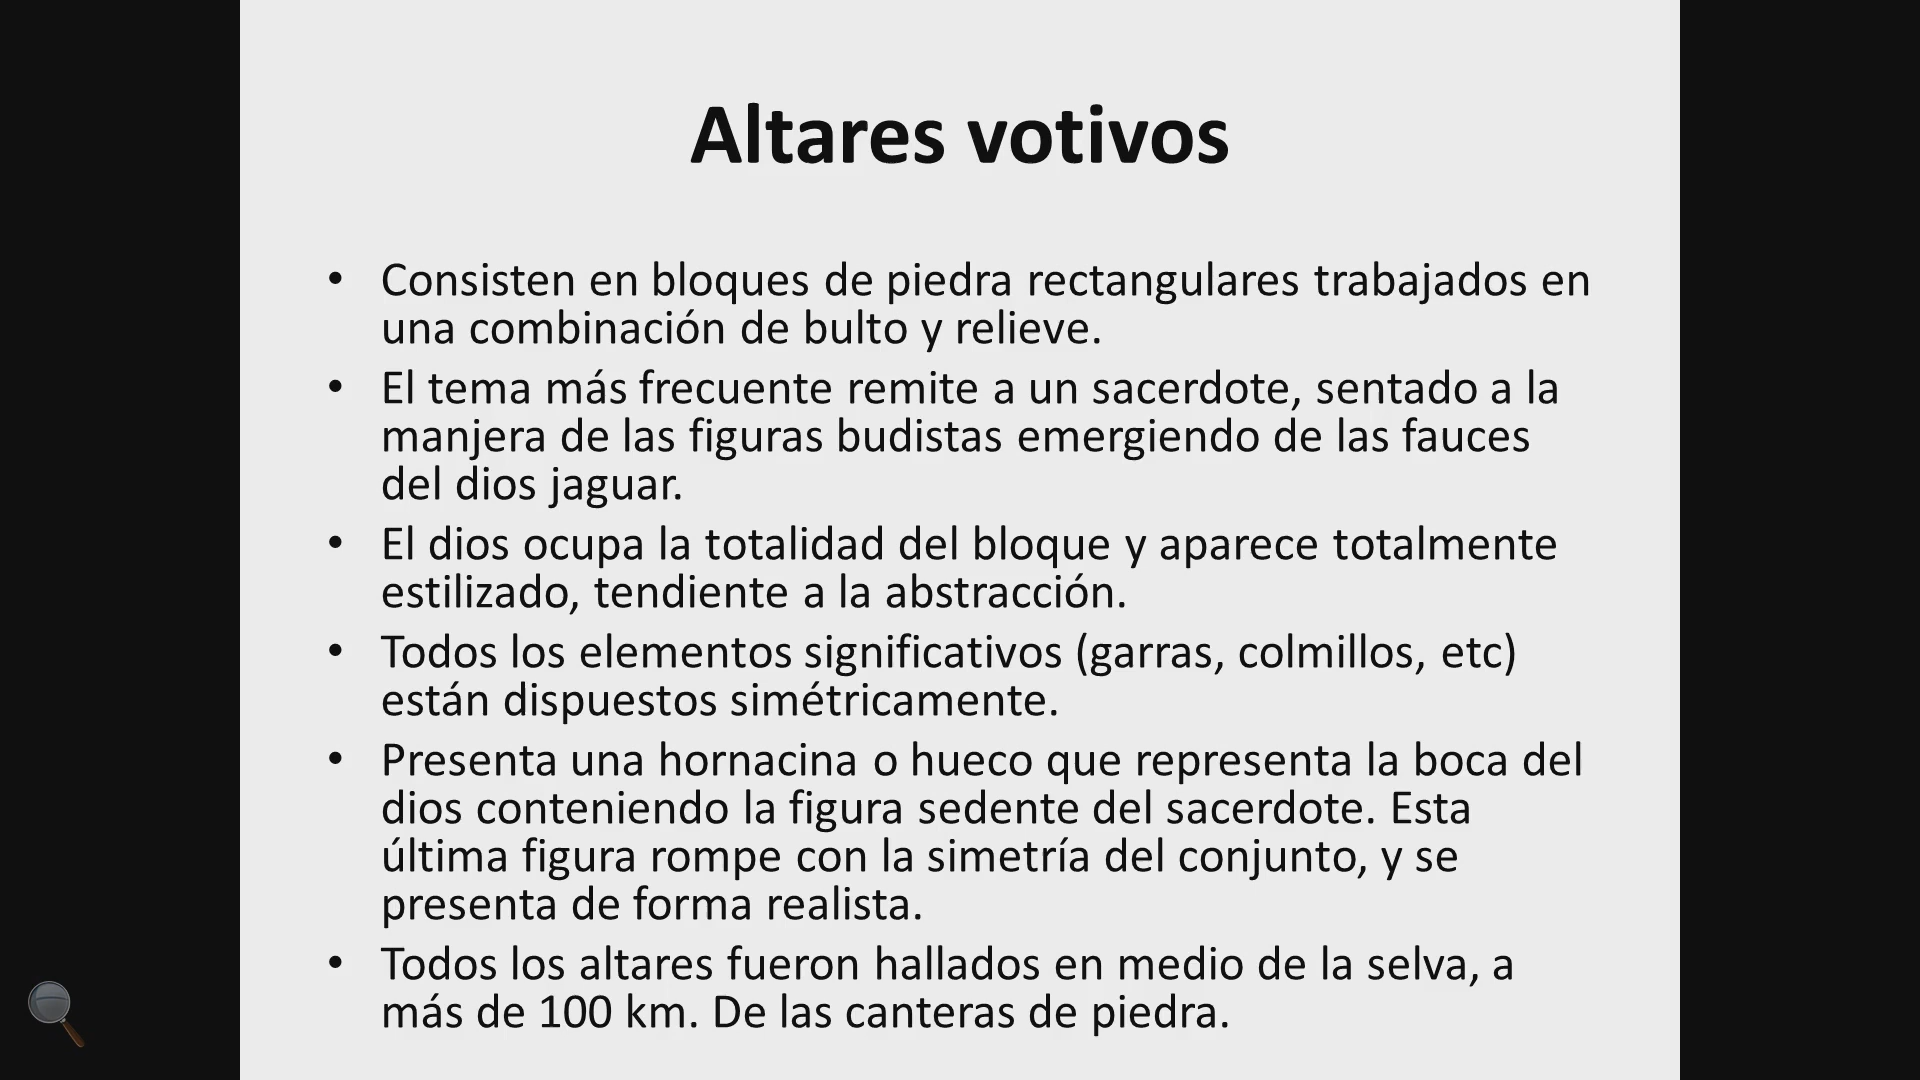 Altares votivos
• Consisten en bloques de piedra rectangulares trabajados en
una combinación de bulto y relieve.
• El tema más frecuente remite a un sacerdote, sentado a la
manjera de las figuras budistas emergiendo de las fauces
del dios jaguar.
• El dios ocupa la totalidad del bloque y aparece totalmente
estilizado, tendiente a la abstracción.
• Todos los elementos significativos (garras, colmillos, etc)
están dispuestos simétricamente.
• Presenta una hornacina o hueco que representa la boca del
dios conteniendo la figura sedente del sacerdote. Esta
última figura rompe con la simetría del conjunto, y se
presenta de forma realista.
• Todos los altares fueron hallados en medio de la selva, a
más de 100 km. De las canteras de piedra.